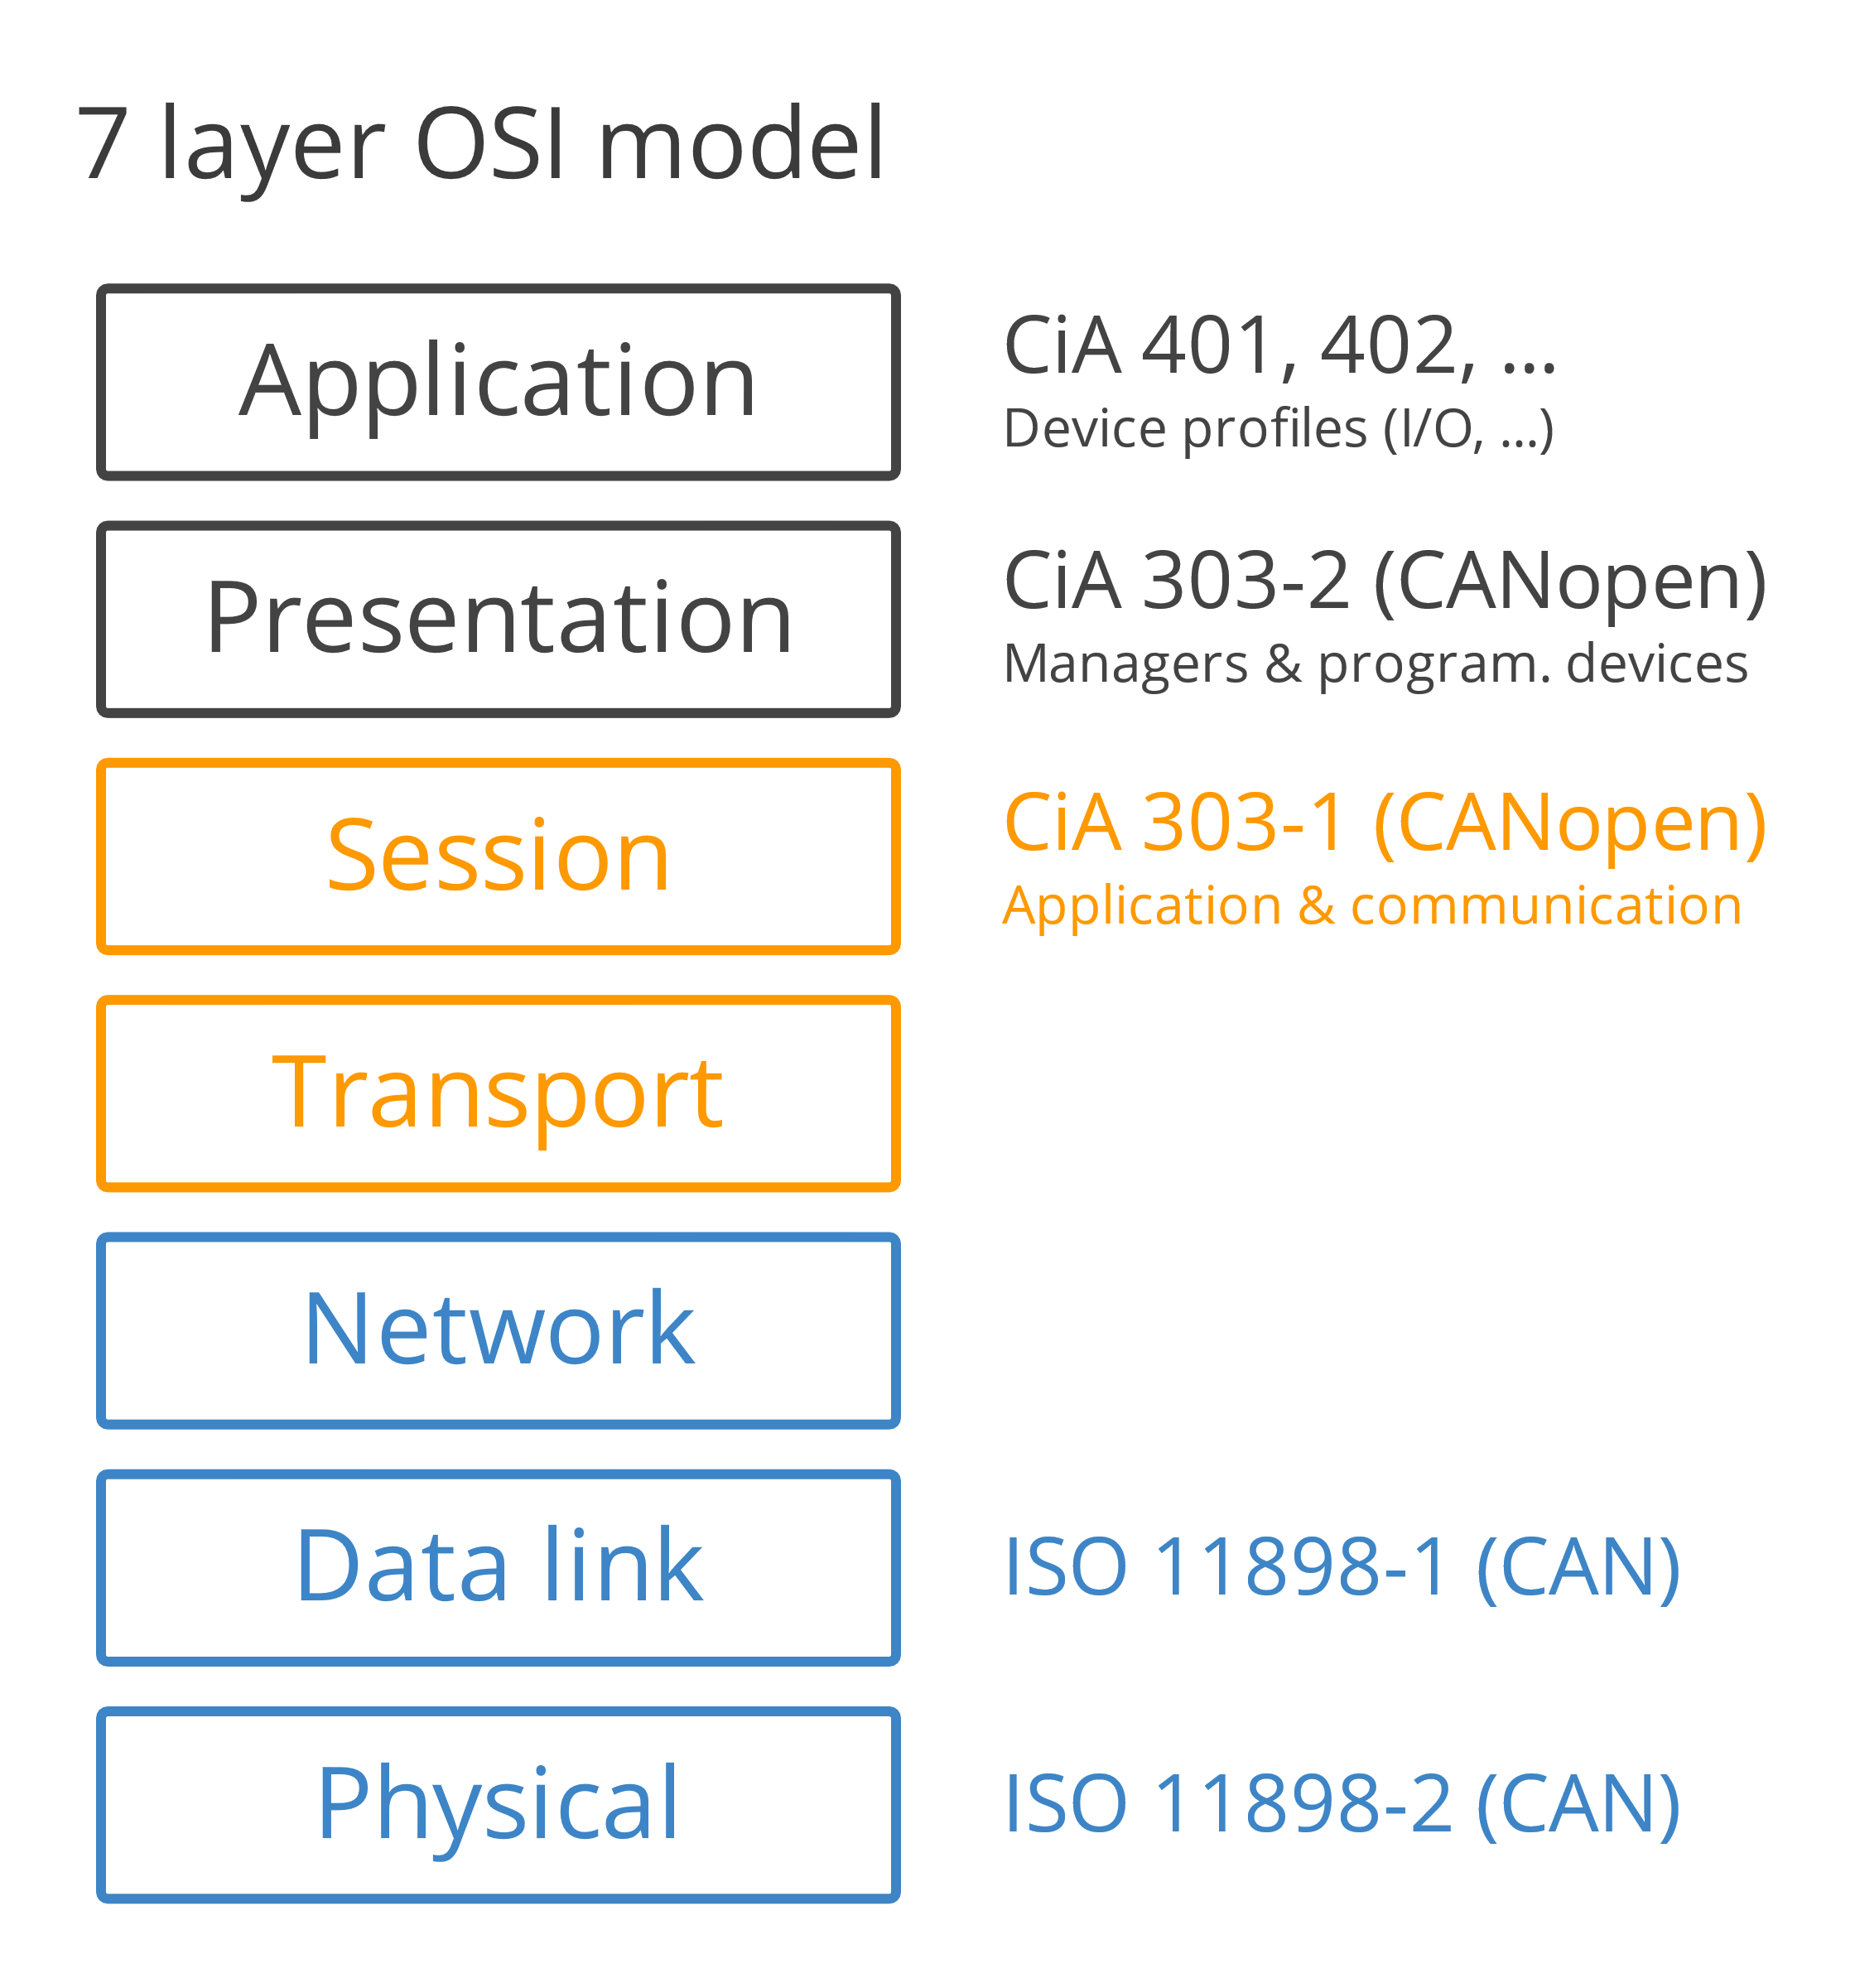 7 layer OSI model
Application
CiA 401, 402, ...
Device profiles (I/O, ...)
Presentation
CiA 303-2 (CANopen)
Managers & program. devices
Session
CiA 303-1 (CANopen)
Application & communication
Transport
Network
Data link
ISO 11898-1 (CAN)
Physical
ISO 11898-2 (CAN)